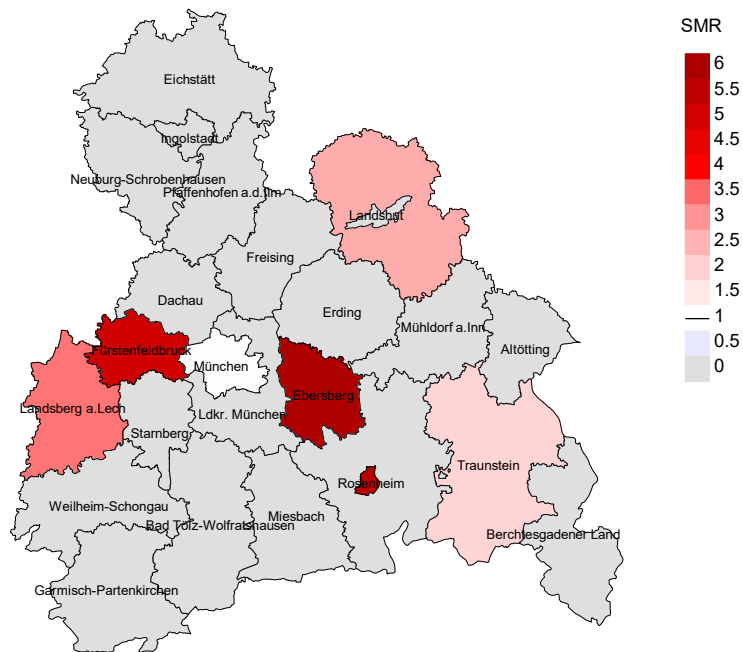 SMR
6
5.5
5
4.5
4
3.5
3
2.5
2
1.5
1
0.5
0
Eichstätt
Ingolstadt
Neuburg-Schrobenhausen
Pfaffenhofen a.d.Ilm
Landshut
Freising
Dachau
Erding
Mühldorf a.Inn
Altötting
Fürstenfeldbruck
München
Ebersberg
Landsberg a.Lech
Ldkr. München
Starnberg
Traunstein
Rosenheim
Weilheim-Schongau
Bad Tölz-Wolfratshausen
Miesbach
Berchtesgadener Land
Garmisch-Partenkirchen